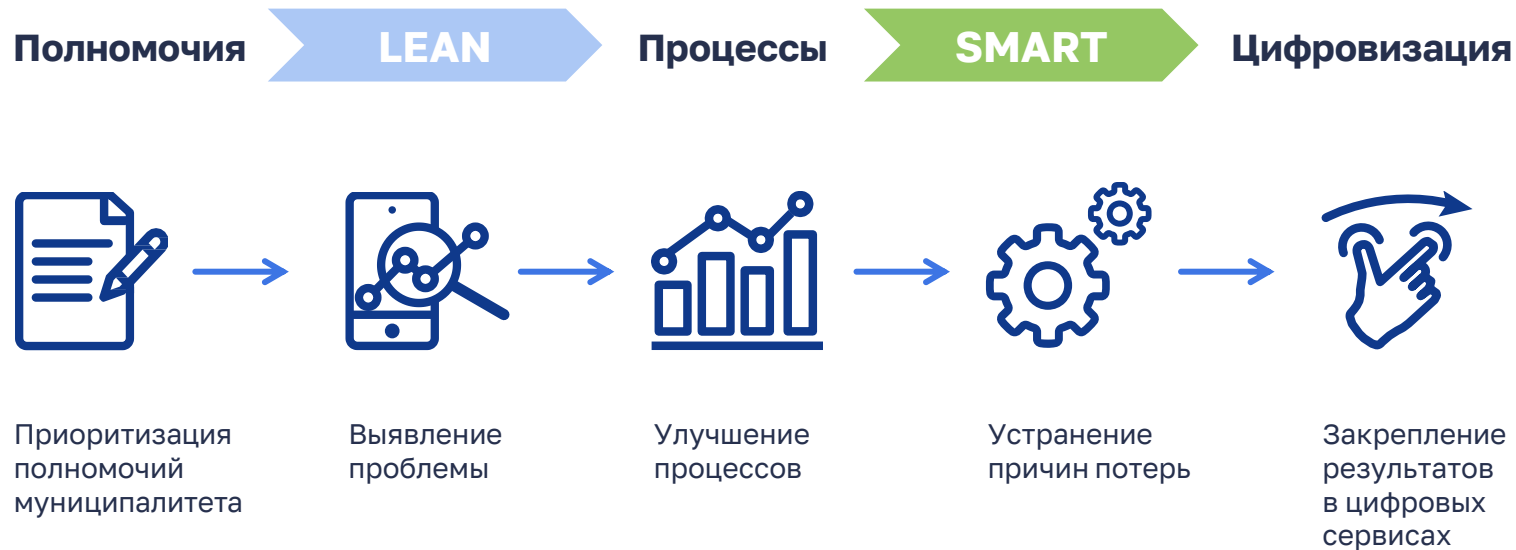 Полномочия
LEAN
Процессы
SMART
Цифровизация
Приоритизация
полномочий
муниципалитета
Выявление
проблемы
Улучшение
процессов
Устранение
причин потерь
Закрепление
результатов
в цифровых
сервисах